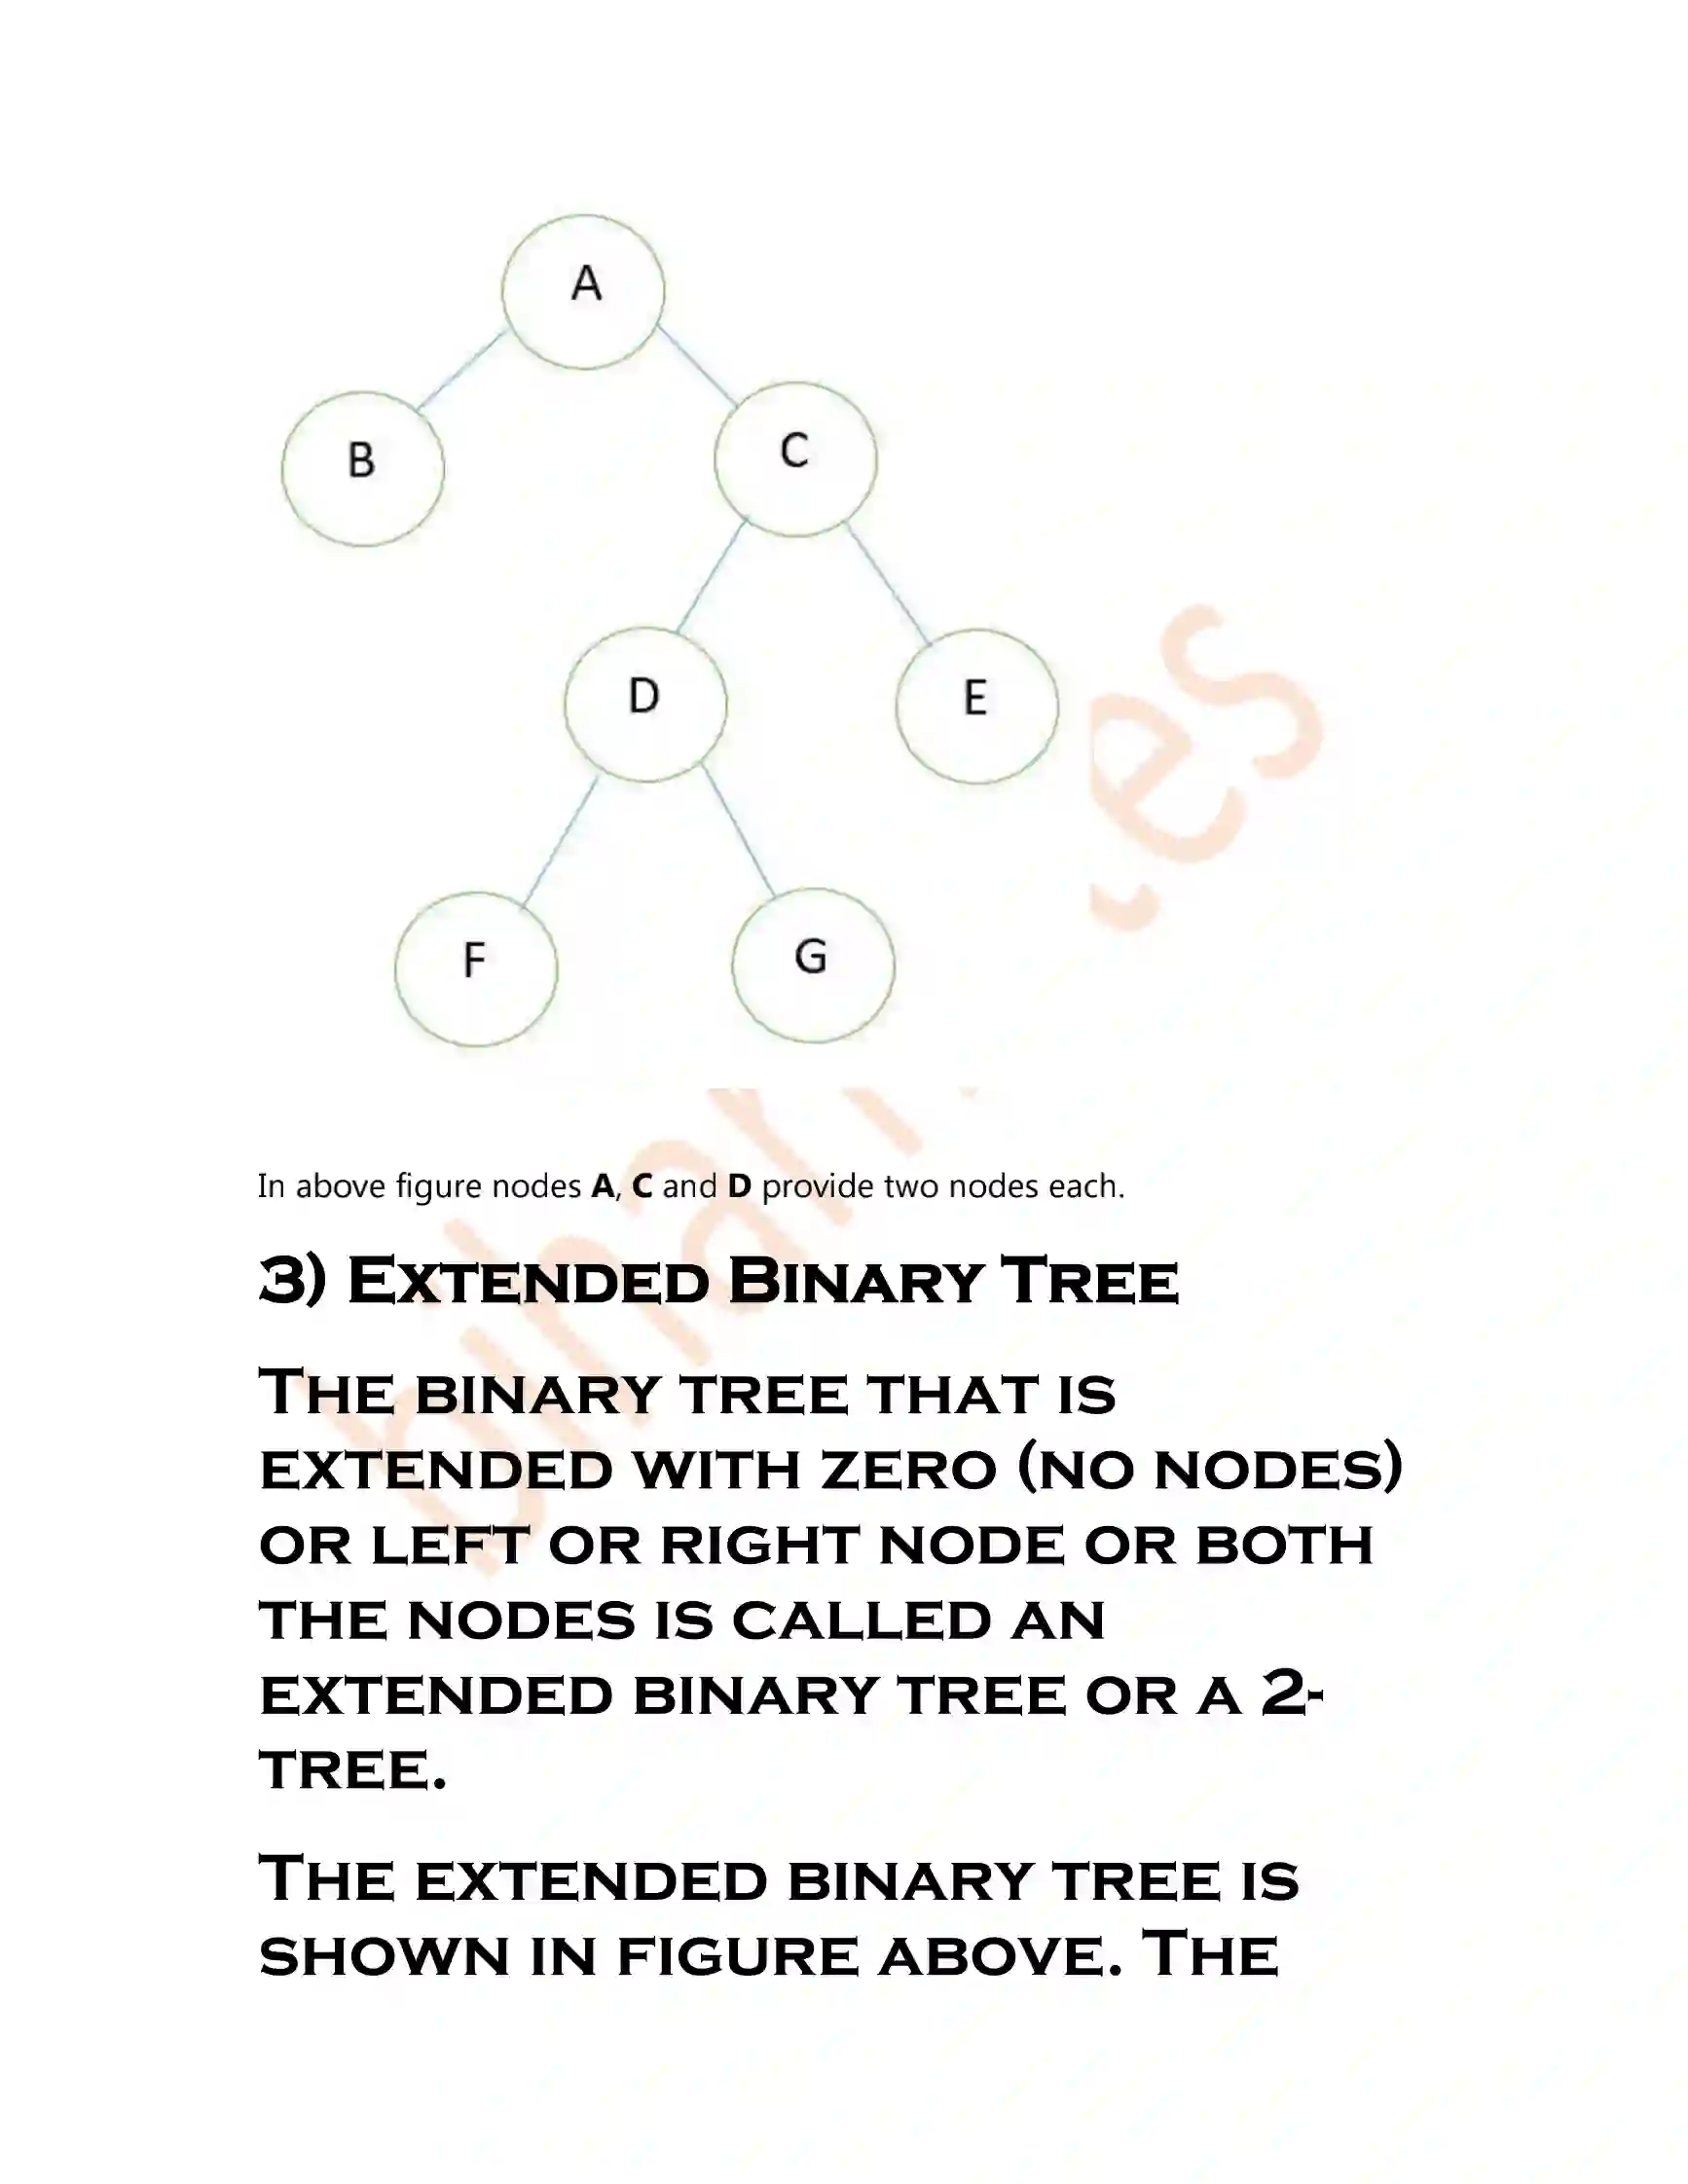 A
B
C
D
E
F
G
In above figure nodes A, C and D provide two nodes each.
3) Extended Binary Tree
The binary tree that is
extended with zero (no nodes)
or left or right node or both
the nodes is called an
extended binary tree or a 2-
tree.
The extended binary tree is
shown in figure above. The